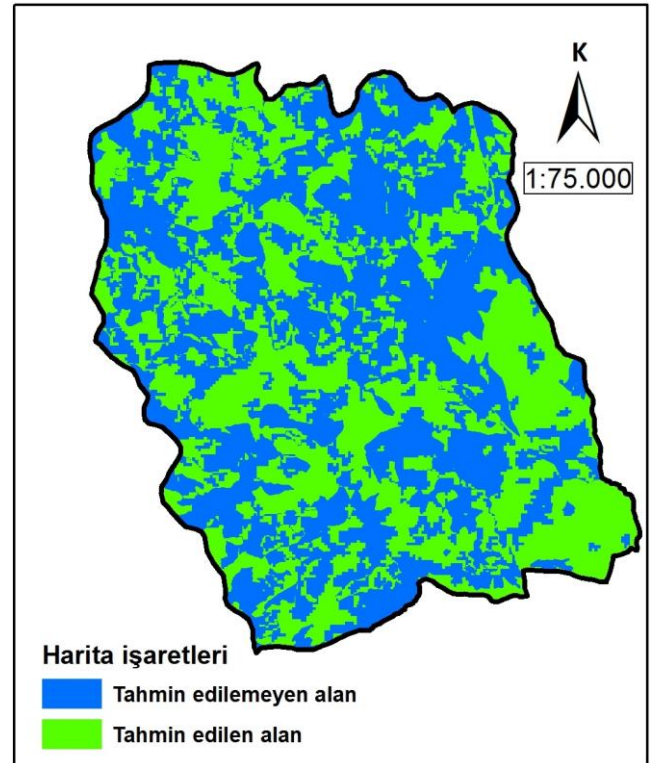 K
1:75.000
Harita işaretleri
Tahmin edilemeyen alan
Tahmin edilen alan